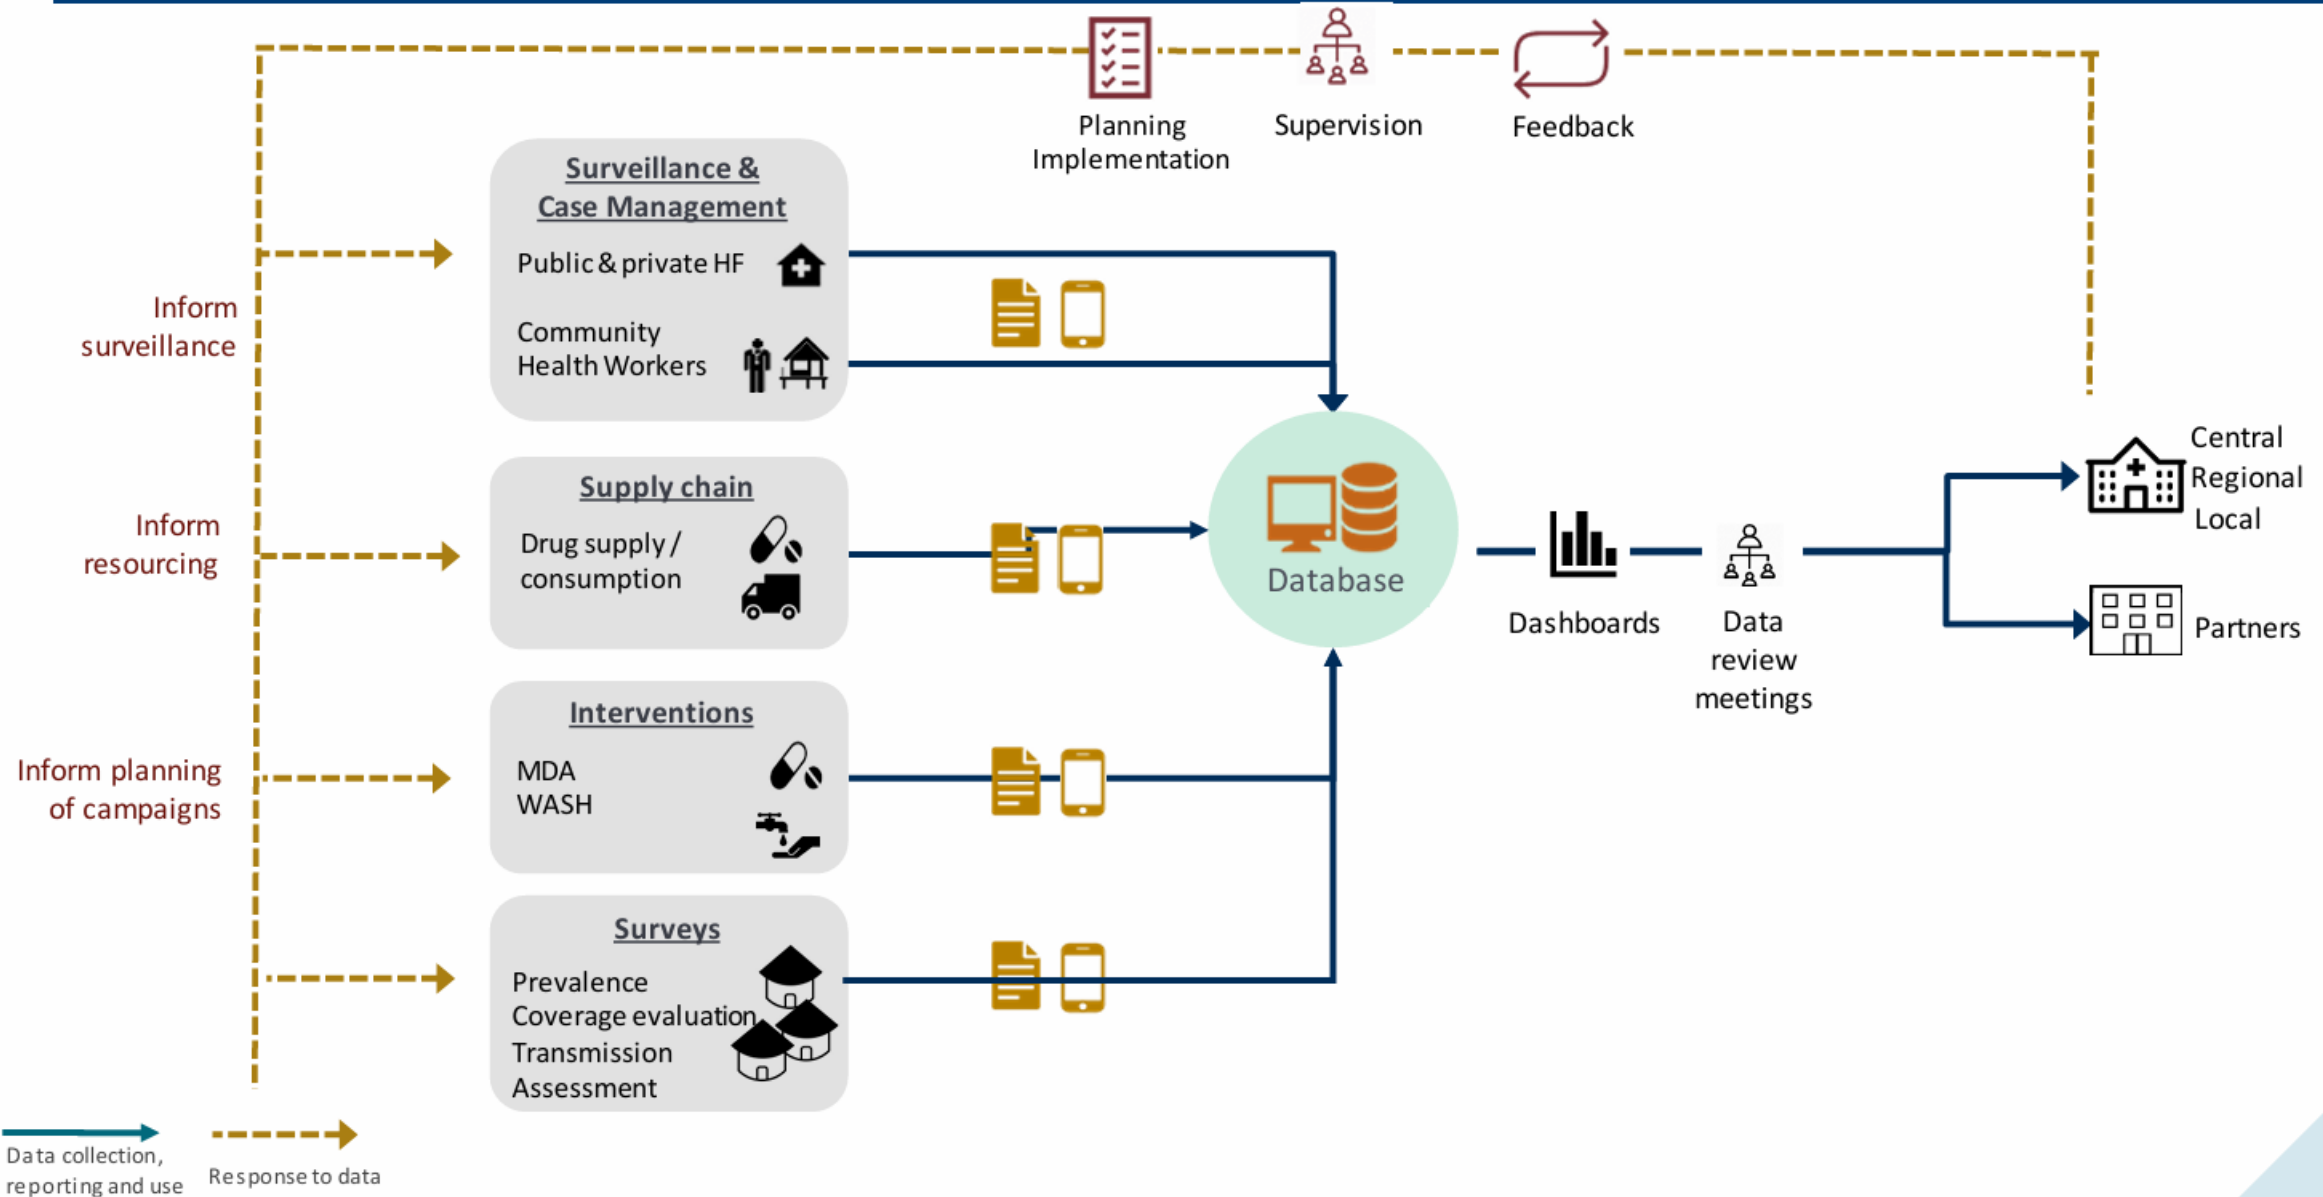 Planning
Implementation
Supervision
Feedback
Surveillance &
Case Management
Public & private HF
Community
Health Workers
Inform
surveillance
Supply chain
Drug supply /
consumption
Inform
resourcing
Database
Dashboards
Data
review
meetings
Central
Regional
Local
Partners
Interventions
MDA
WASH
Inform planning
of campaigns
Surveys
Prevalence
Coverage evaluation
Transmission
Assessment
Data collection,
reporting and use
Response to data